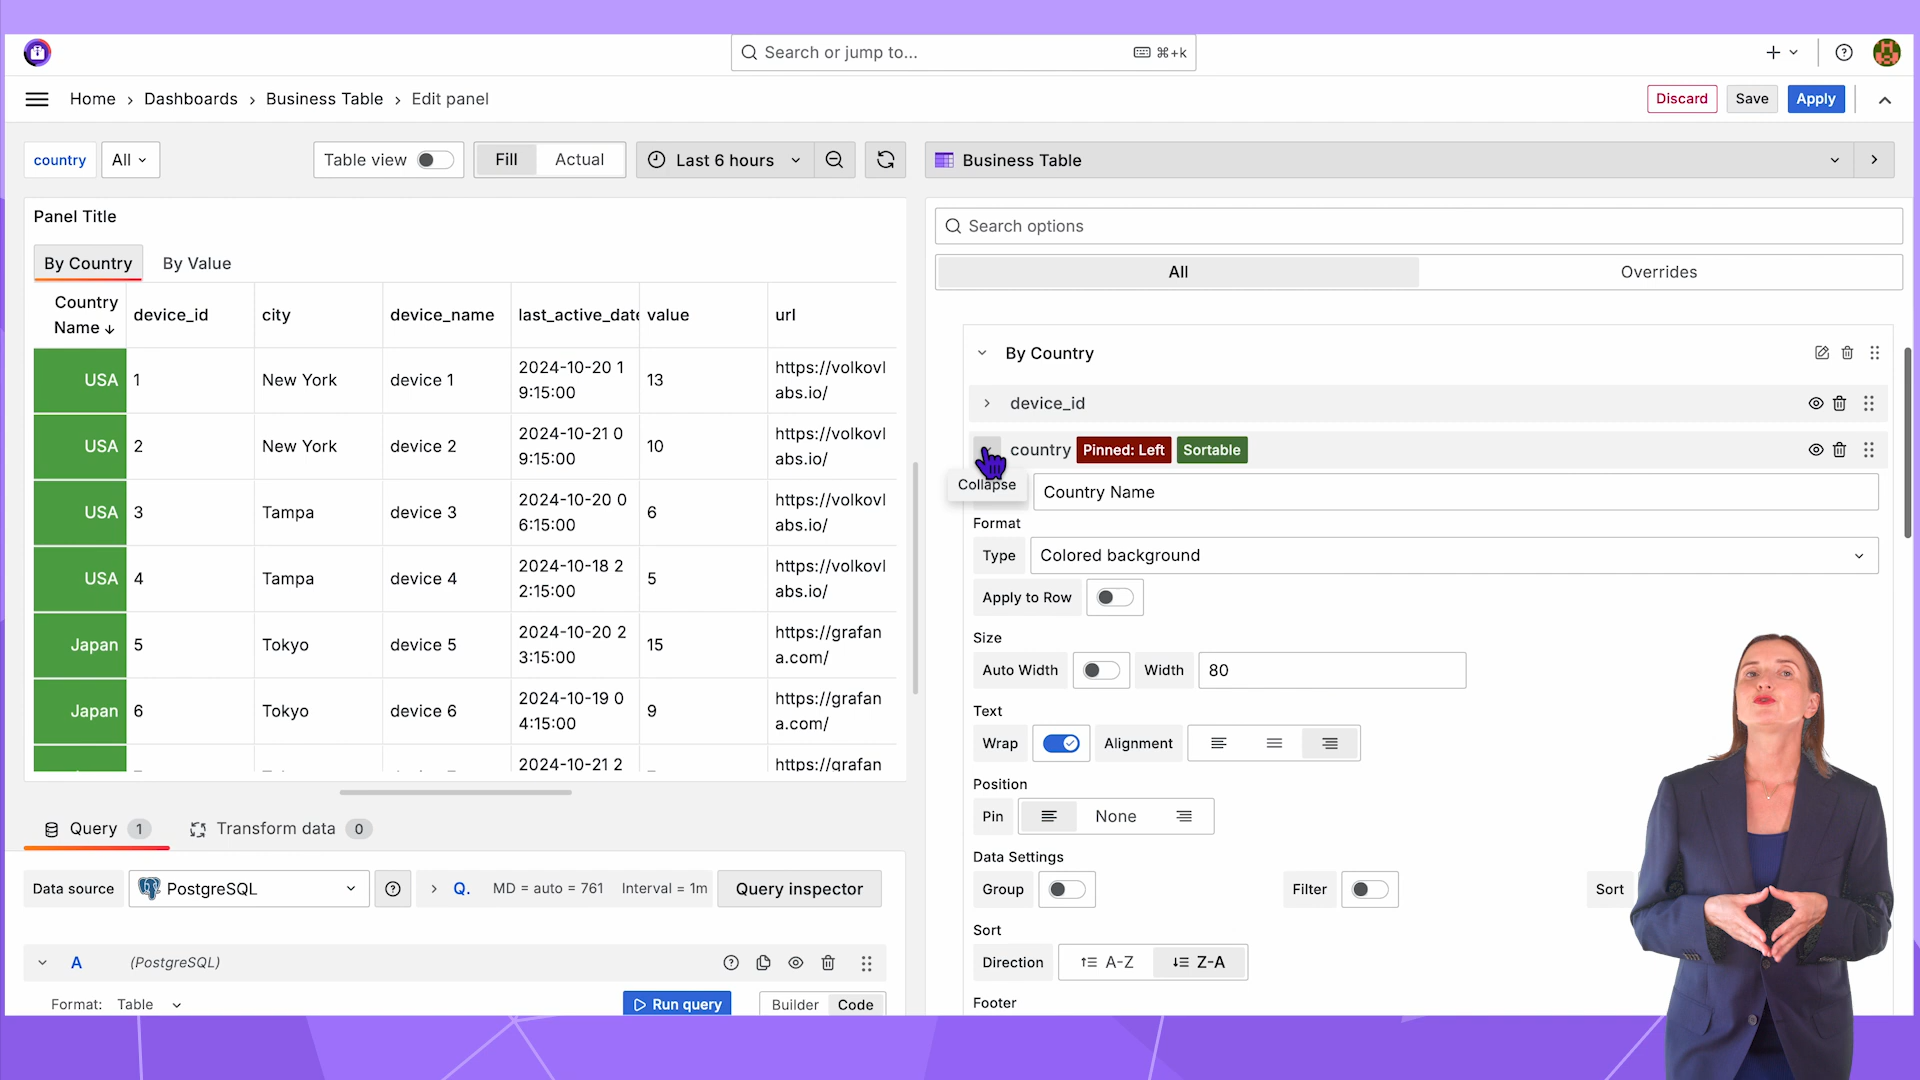 Search or jump to...
⌘+k
Home › Dashboards › Business Table › Edit panel
Discard
Save
Apply
country
All
Table view
Fill
Actual
Last 6 hours
Business Table
Panel Title
By Country
By Value
Country Name ↓
device_id
city
device_name
last_active_date
value
url
USA 1 New York device 1 2024-10-20 1 13 https://volkovl
9:15:00 abs.io/
USA 2 New York device 2 2024-10-21 0 10 https://volkovl
9:15:00 abs.io/
USA 3 Tampa device 3 2024-10-20 0 6 https://volkovl
6:15:00 abs.io/
USA 4 Tampa device 4 2024-10-18 2 5 https://volkovl
2:15:00 abs.io/
Japan 5 Tokyo device 5 2024-10-20 2 15 https://grafan
3:15:00 a.com/
Japan 6 Tokyo device 6 2024-10-19 0 9 https://grafan
4:15:00 a.com/
2024-10-21 2 https://grafan
Query 1
Transform data 0
Data source
PostgreSQL
Q.
MD = auto = 761
Interval = 1m
Query inspector
A (PostgreSQL)
Format: Table
Run query
Builder
Code
Search options
All
Overrides
By Country
device_id
country
Pinned: Left
Sortable
Collapse
Country Name
Format
Type
Colored background
Apply to Row
Size
Auto Width
Width
80
Text
Wrap
Alignment
Position
Pin
None
Data Settings
Group
Filter
Sort
Sort
Direction
A-Z
Z-A
Footer